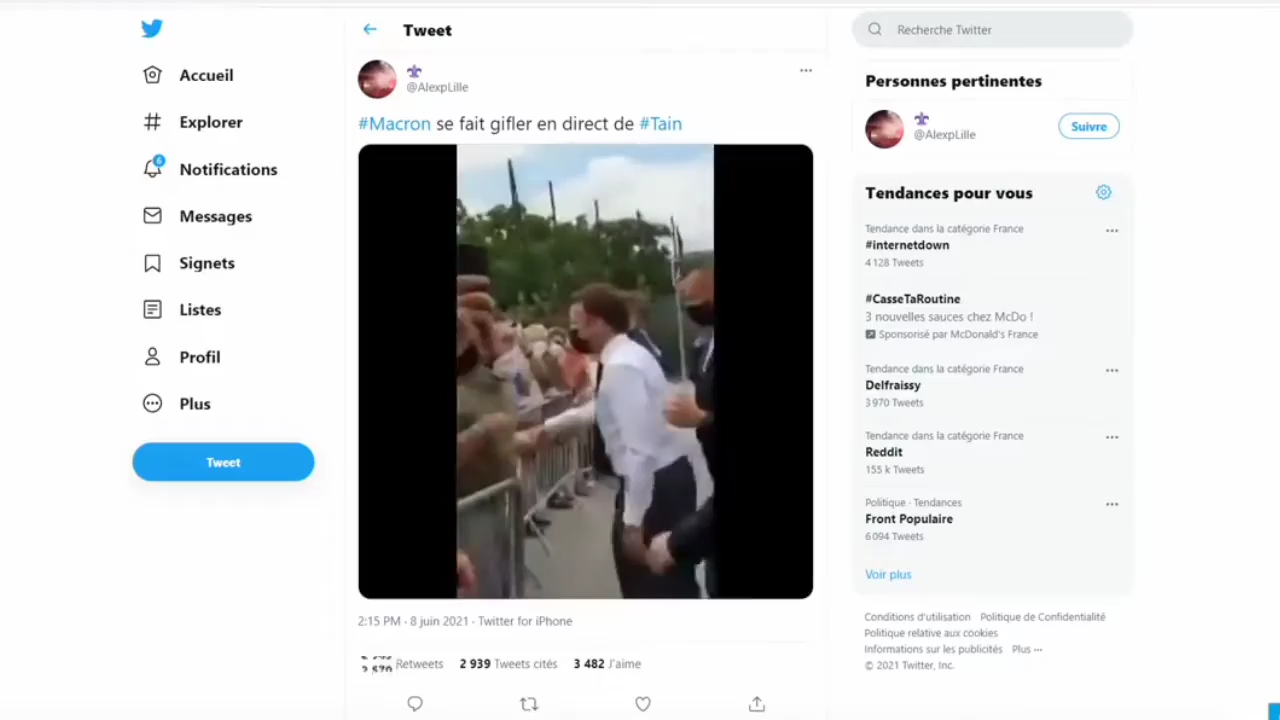 Accueil
Explorer
6
Notifications
Messages
Signets
Listes
Profil
Plus
Tweet
Tweet
@AlexpLille
#Macron se fait gifler en direct de #Tain
2:15 PM · 8 juin 2021 · Twitter for iPhone
Retweets 2 939 Tweets cités 3 482 J'aime
Recherche Twitter
Personnes pertinentes
@AlexpLille
Suivre
Tendances pour vous
Tendance dans la catégorie France
#internetdown
4 128 Tweets
#CasseTaRoutine
3 nouvelles sauces chez McDo !
Sponsorisé par McDonald's France
Tendance dans la catégorie France
Delfraissy
3 970 Tweets
Tendance dans la catégorie France
Reddit
155 k Tweets
Politique · Tendances
Front Populaire
6 094 Tweets
Voir plus
Conditions d'utilisation Politique de Confidentialité
Politique relative aux cookies
Informations sur les publicités Plus ···
© 2021 Twitter, Inc.